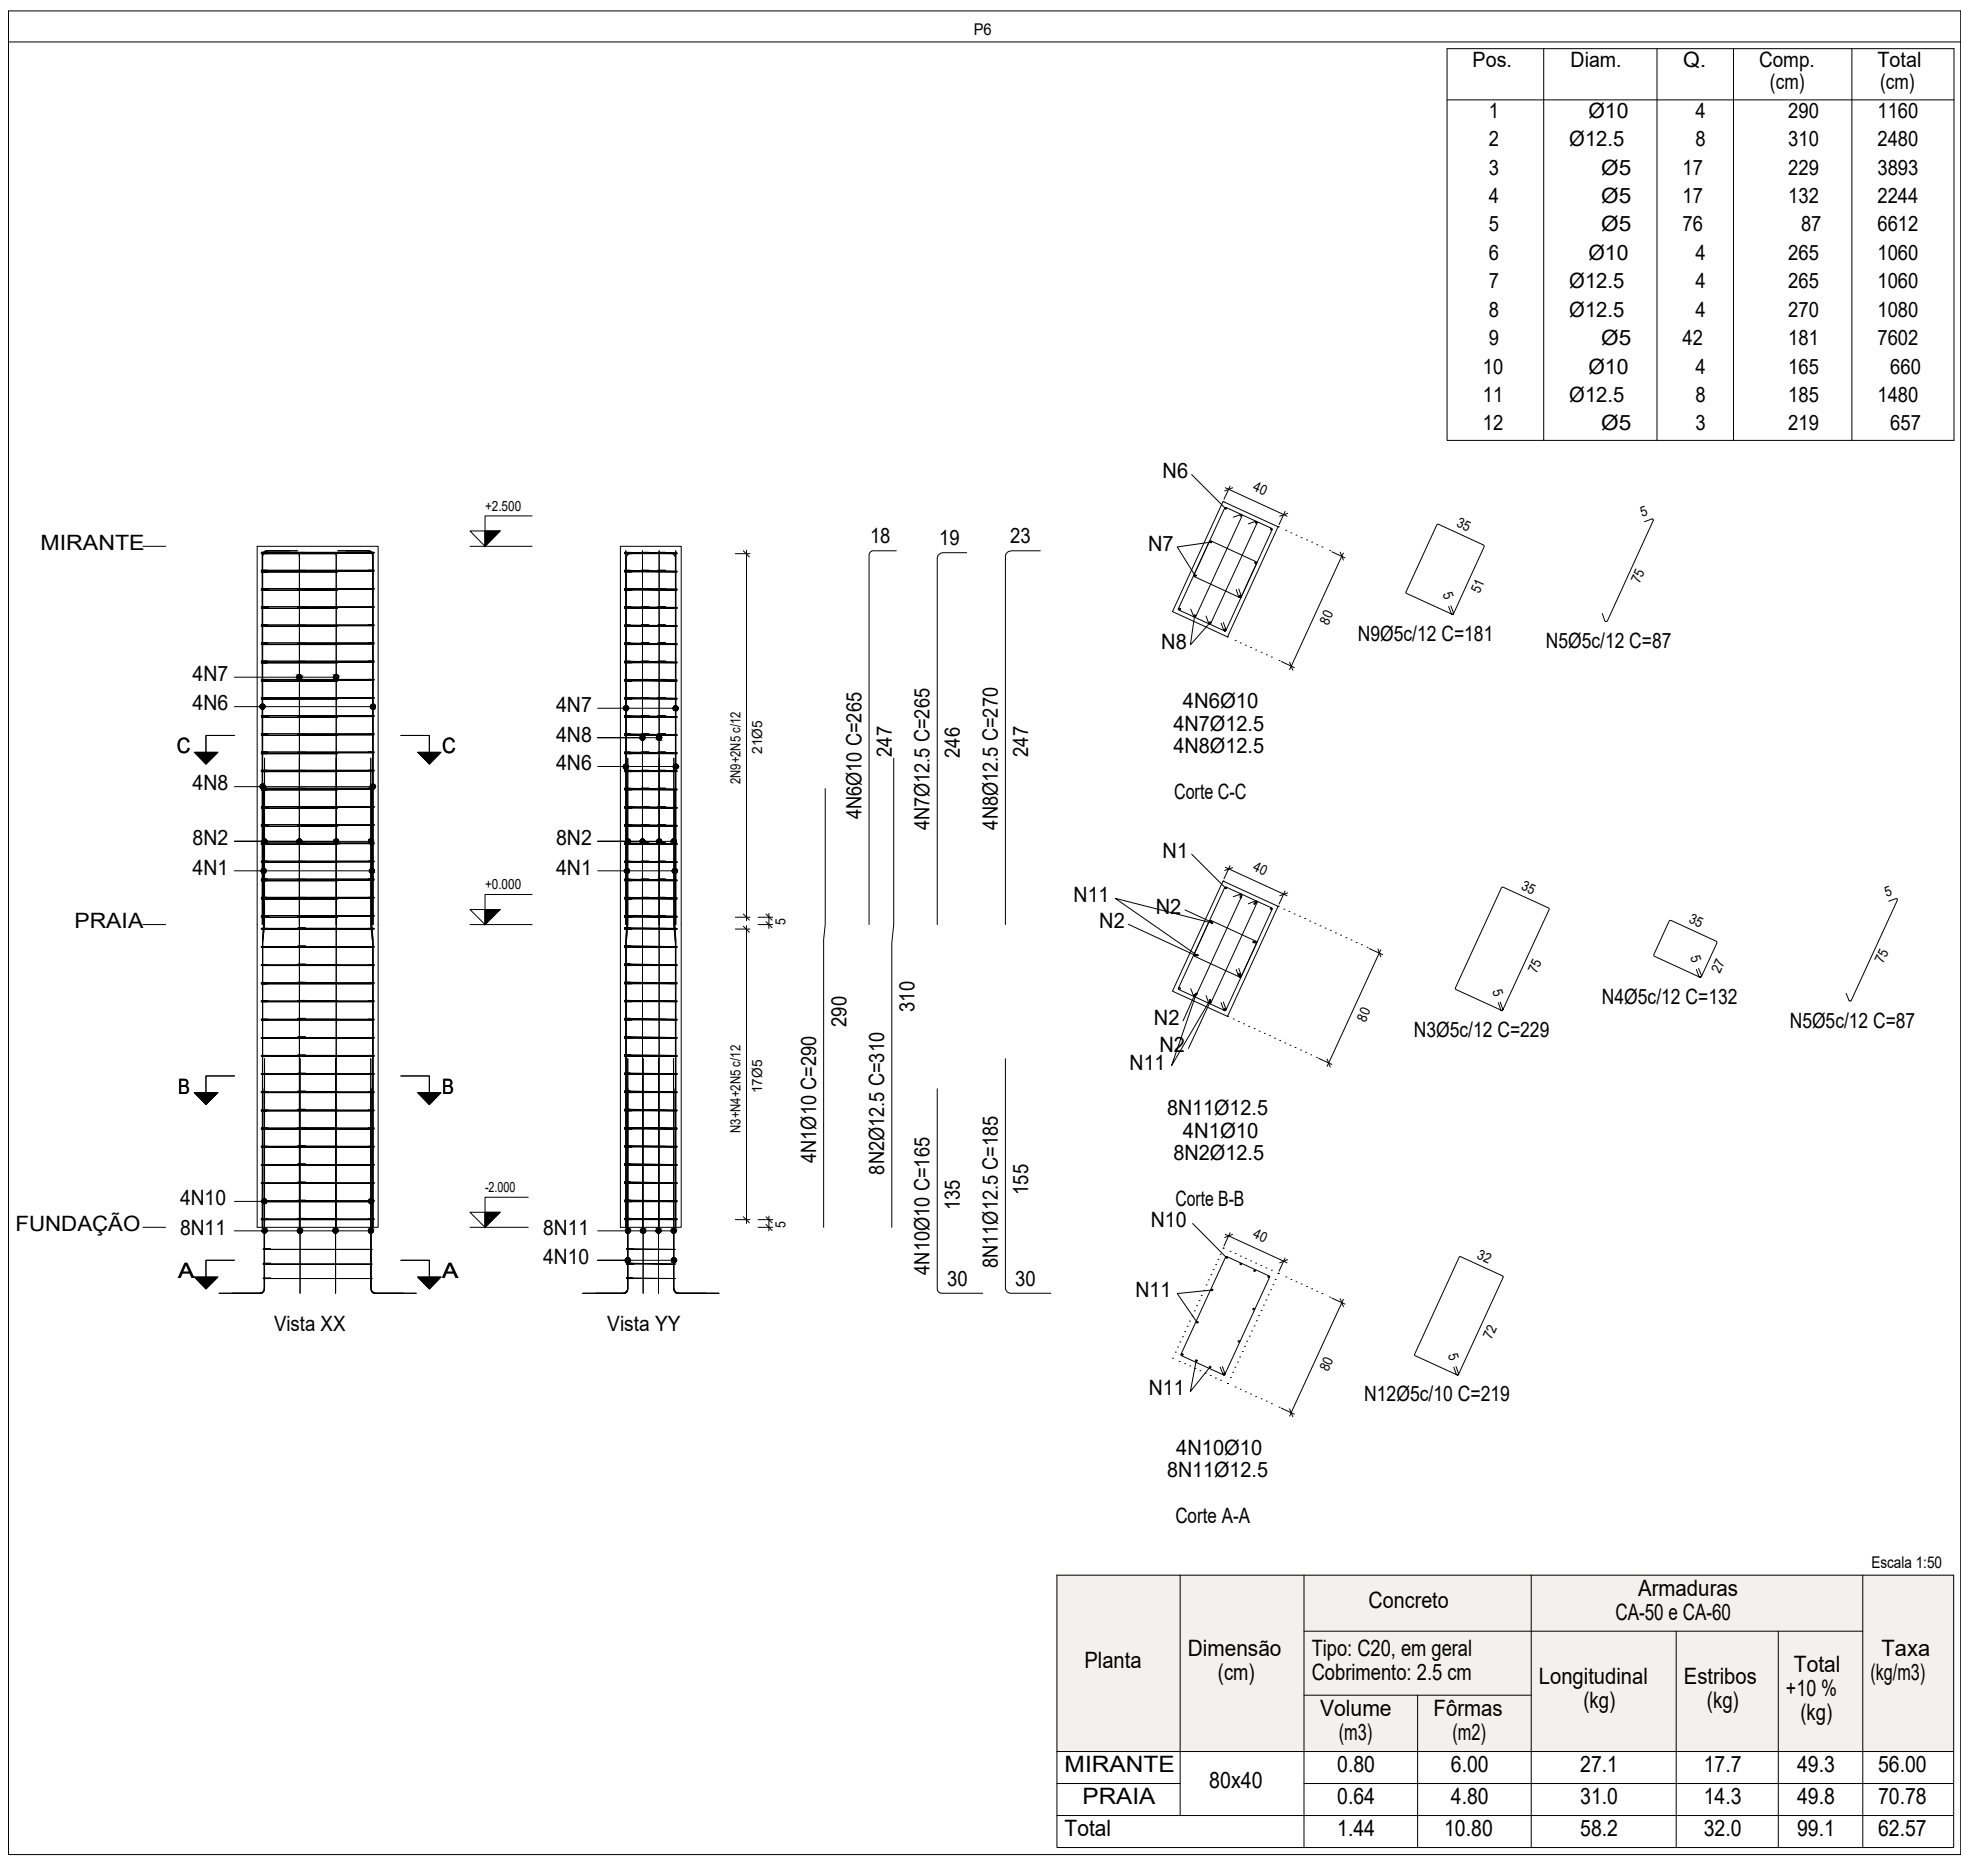 P6
Pos. Diam. Q. Comp. (cm) Total (cm)
1 Ø10 4 290 1160
2 Ø12.5 8 310 2480
3 Ø5 17 229 3893
4 Ø5 17 132 2244
5 Ø5 76 87 6612
6 Ø10 4 265 1060
7 Ø12.5 4 265 1060
8 Ø12.5 4 270 1080
9 Ø5 42 181 7602
10 Ø10 4 165 660
11 Ø12.5 8 185 1480
12 Ø5 3 219 657
MIRANTE
PRAIA
FUNDAÇÃO
4N7
4N6
C C
4N8
8N2
4N1
B B
4N10
8N11
A A
Vista XX
+2.500
+0.000
-2.000
4N7
4N8
4N6
8N2
4N1
8N11
4N10
Vista YY
2N9+2N5 c/12
21Ø5
5
N3+N4+2N5 c/12
17Ø5
5
4N1Ø10 C=290
290
8N2Ø12.5 C=310
310
18
4N6Ø10 C=265
247
19
4N7Ø12.5 C=265
246
23
4N8Ø12.5 C=270
247
4N10Ø10 C=165
135
30
8N11Ø12.5 C=185
155
30
N6
40
N7
80
N8
35
51
5
N9Ø5c/12 C=181
5
75
N5Ø5c/12 C=87
4N6Ø10
4N7Ø12.5
4N8Ø12.5
Corte C-C
N1
40
N11
N2
N2
80
N2
N2
N11
35
75
5
N3Ø5c/12 C=229
35
27
5
N4Ø5c/12 C=132
5
75
N5Ø5c/12 C=87
8N11Ø12.5
4N1Ø10
8N2Ø12.5
Corte B-B
N10
40
N11
80
N11
32
72
5
N12Ø5c/10 C=219
4N10Ø10
8N11Ø12.5
Corte A-A
Escala 1:50
Planta
Dimensão
(cm)
Concreto
Tipo: C20, em geral
Cobrimento: 2.5 cm
Volume
(m3)
Fôrmas
(m2)
Armaduras
CA-50 e CA-60
Longitudinal
(kg)
Estribos
(kg)
Total
+10 %
(kg)
Taxa
(kg/m3)
MIRANTE 80x40 0.80 6.00 27.1 17.7 49.3 56.00
PRAIA 0.64 4.80 31.0 14.3 49.8 70.78
Total 1.44 10.80 58.2 32.0 99.1 62.57